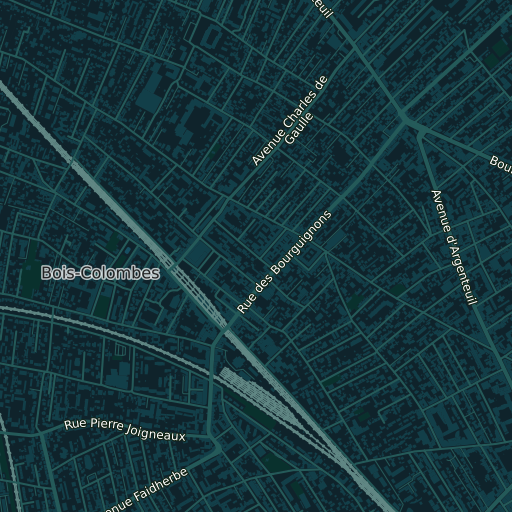 Avenue Charles de
Gaulle
Avenue d'Argenteuil
Rue des Bourguignons
Bois-Colombes
Rue Pierre Joigneaux